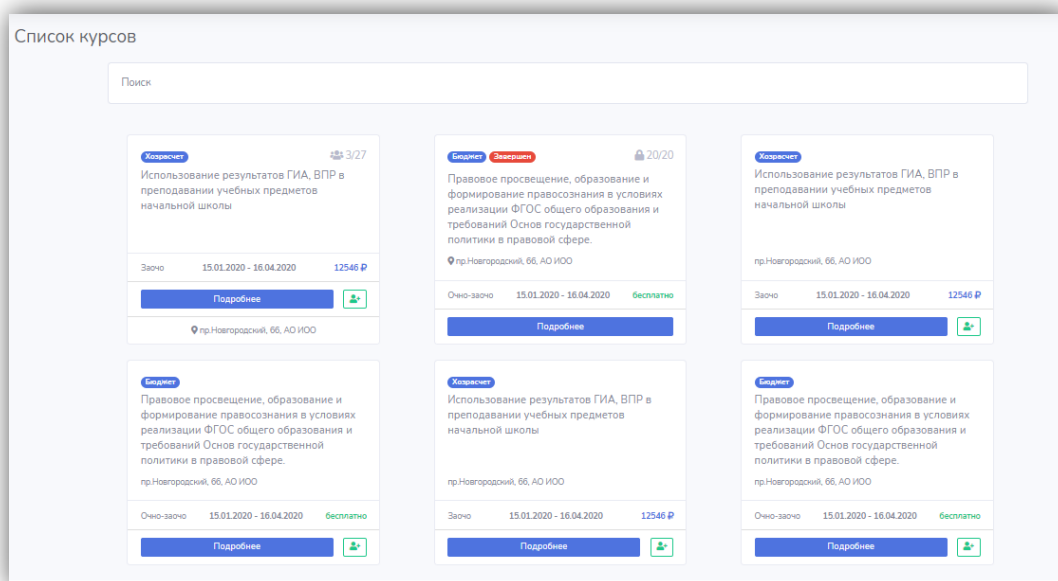 Список курсов
Поиск
Хозрасчет
3/27
Использование результатов ГИА, ВПР в
преподавании учебных предметов
начальной школы
Заочо 15.01.2020 - 16.04.2020 12546 ₽
Подробнее
пр.Новгородский, 66, АО ИОО
Бюджет Завершен
20/20
Правовое просвещение, образование и
формирование правосознания в условиях
реализации ФГОС общего образования и
требований Основ государственной
политики в правовой сфере.
пр.Новгородский, 66, АО ИОО
Очно-заочо 15.01.2020 - 16.04.2020 бесплатно
Подробнее
Хозрасчет
Использование результатов ГИА, ВПР в
преподавании учебных предметов
начальной школы
пр.Новгородский, 66, АО ИОО
Заочо 15.01.2020 - 16.04.2020 12546 ₽
Подробнее
Бюджет
Правовое просвещение, образование и
формирование правосознания в условиях
реализации ФГОС общего образования и
требований Основ государственной
политики в правовой сфере.
пр.Новгородский, 66, АО ИОО
Очно-заочо 15.01.2020 - 16.04.2020 бесплатно
Подробнее
Хозрасчет
Использование результатов ГИА, ВПР в
преподавании учебных предметов
начальной школы
пр.Новгородский, 66, АО ИОО
Заочо 15.01.2020 - 16.04.2020 12546 ₽
Подробнее
Бюджет
Правовое просвещение, образование и
формирование правосознания в условиях
реализации ФГОС общего образования и
требований Основ государственной
политики в правовой сфере.
пр.Новгородский, 66, АО ИОО
Очно-заочо 15.01.2020 - 16.04.2020 бесплатно
Подробнее